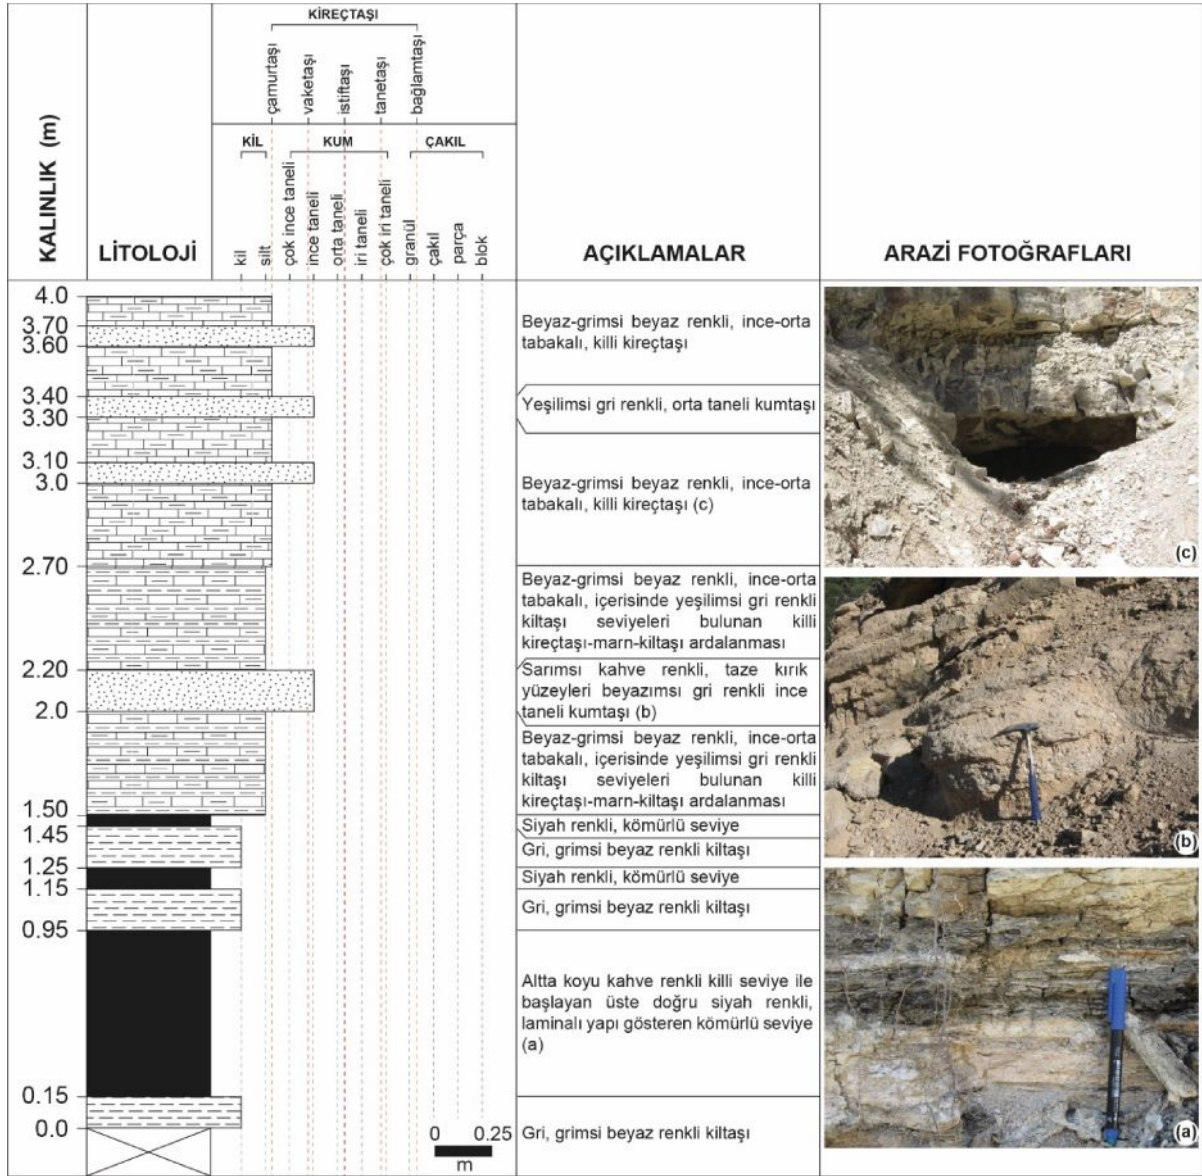 KALINLIK (m)
LİTOLOJİ
KİREÇTAŞI
çamurtaşı
vaketaşı
istiftaşı
tanetaşı
bağlamtaşı
KİL
KUM
ÇAKIL
kil
silt
çok ince taneli
ince taneli
orta taneli
iri taneli
çok iri taneli
granül
çakıl
parça
blok
AÇIKLAMALAR
ARAZİ FOTOĞRAFLARI
4.0
3.70
3.60
3.40
3.30
3.10
3.0
2.70
2.20
2.0
1.50
1.45
1.25
1.15
0.95
0.15
0.0
0 0.25
m
Beyaz-grimsi beyaz renkli, ince-orta
tabakalı, killi kireçtaşı
Yeşilimsi gri renkli, orta taneli kumtaşı
Beyaz-grimsi beyaz renkli, ince-orta
tabakalı, killi kireçtaşı (c)
Beyaz-grimsi beyaz renkli, ince-orta
tabakalı, içerisinde yeşilimsi gri renkli
kiltaşı seviyeleri bulunan killi
kireçtaşı-marn-kiltaşı ardalanması
Sarımsı kahve renkli, taze kırık
yüzeyleri beyazımsı gri renkli ince
taneli kumtaşı (b)
Beyaz-grimsi beyaz renkli, ince-orta
tabakalı, içerisinde yeşilimsi gri renkli
kiltaşı seviyeleri bulunan killi
kireçtaşı-marn-kiltaşı ardalanması
Siyah renkli, kömürlü seviye
Gri, grimsi beyaz renkli kiltaşı
Siyah renkli, kömürlü seviye
Gri, grimsi beyaz renkli kiltaşı
Altta koyu kahve renkli killi seviye ile
başlayan üste doğru siyah renkli,
laminalı yapı gösteren kömürlü seviye
(a)
Gri, grimsi beyaz renkli kiltaşı
(c)
(b)
(a)